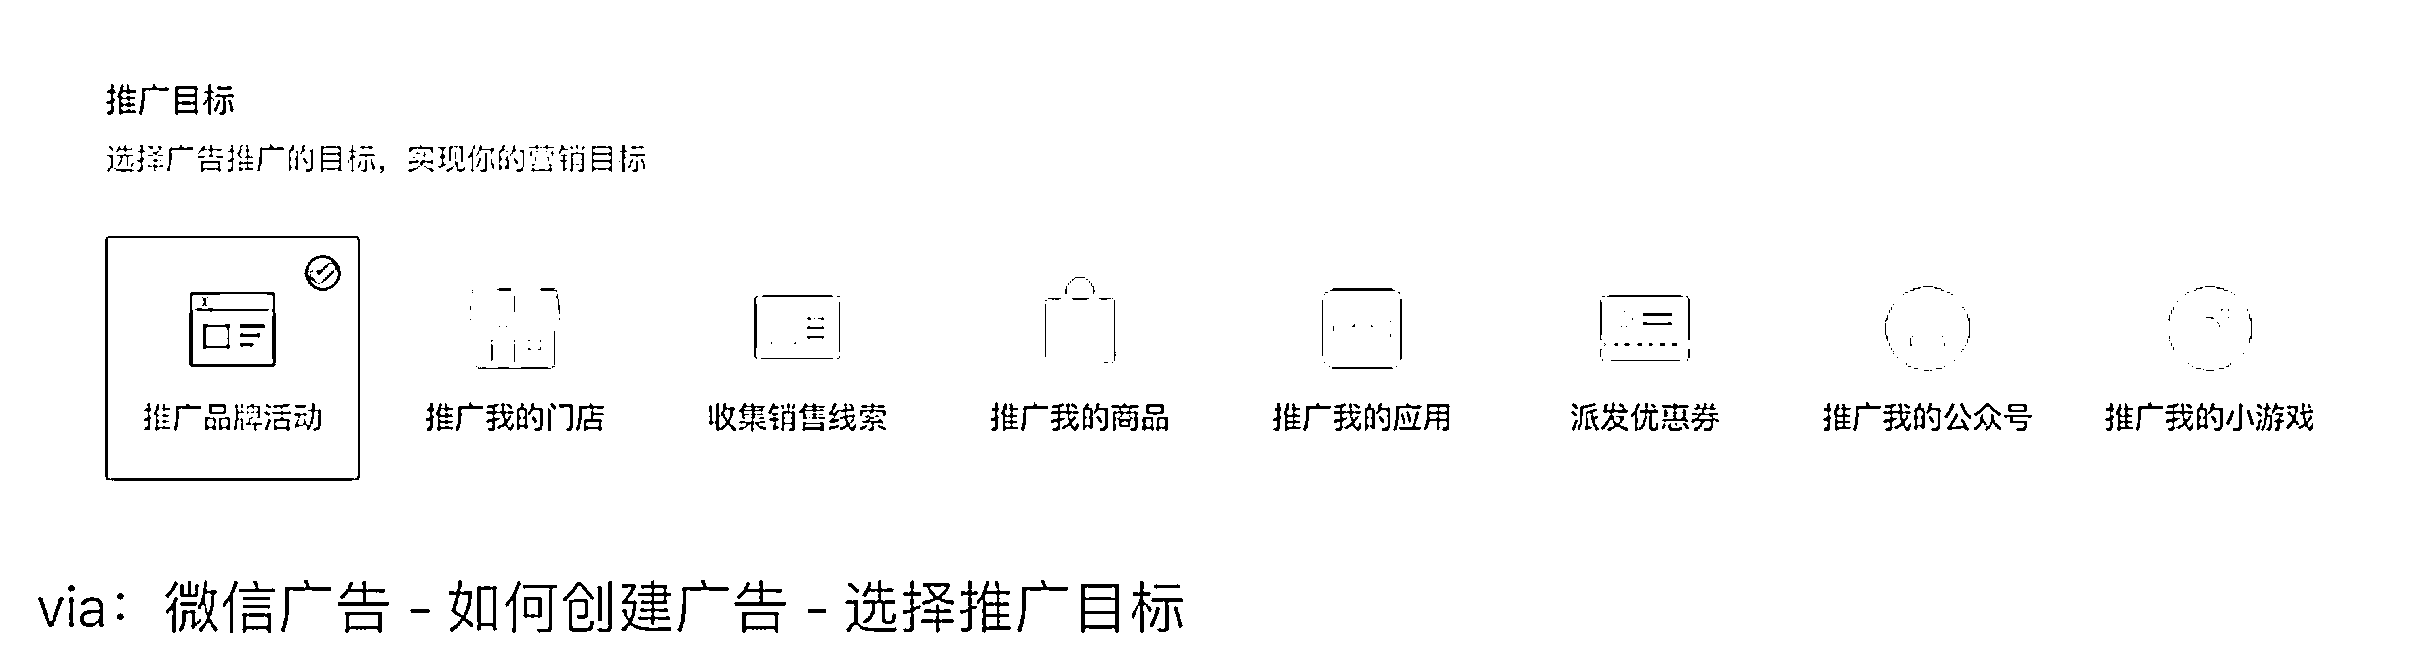 推广目标
选择广告推广的目标，实现你的营销目标
推广品牌活动 推广我的门店 收集销售线索 推广我的商品 推广我的应用 派发优惠券 推广我的公众号 推广我的小游戏
via：微信广告 - 如何创建广告 - 选择推广目标